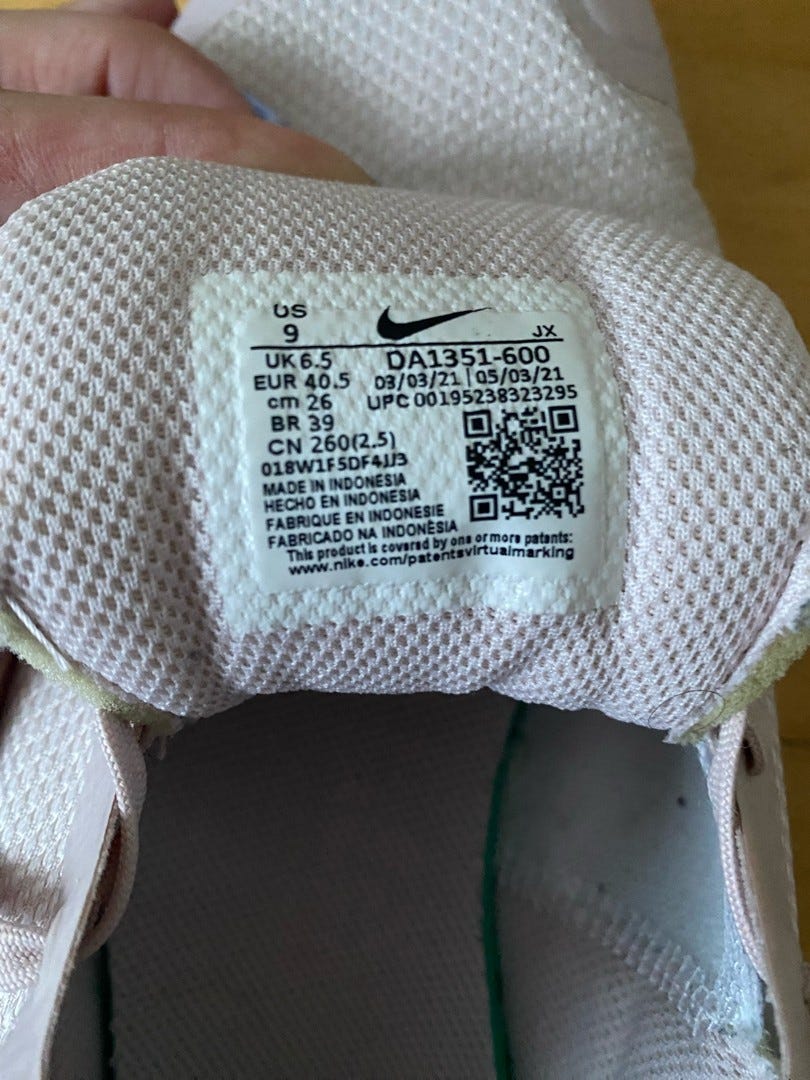 US
9
JX
UK 6.5 DA1351-600
EUR 40.5 03/03/21 | 05/03/21
cm 26 UPC 00195238323295
BR 39
CN 260(2.5)
018W1F5DF4JJ3
MADE IN INDONESIA
HECHO EN INDONESIA
FABRIQUE EN INDONESIE
FABRICADO NA INDONÈSIA
This product is covered by one or more patents:
www.nike.com/patentsvirtualmarking